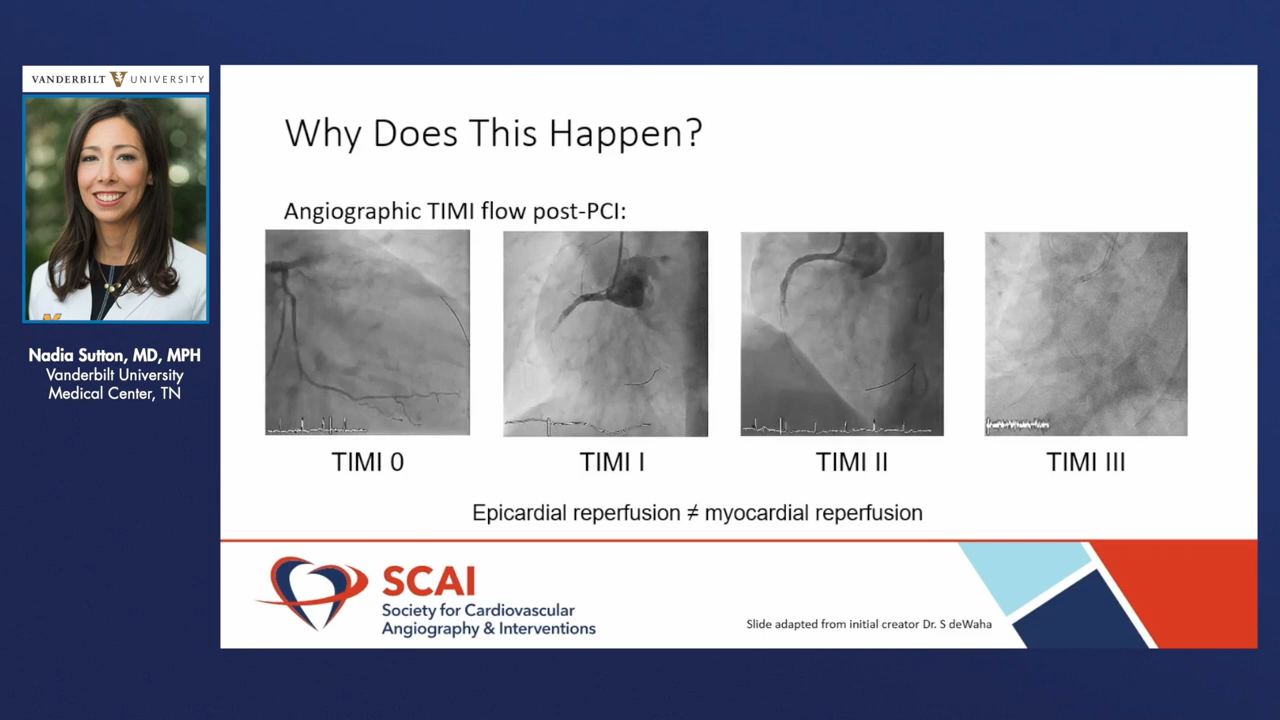 VANDERBILT UNIVERSITY
Nadia Sutton, MD, MPH
Vanderbilt University
Medical Center, TN
Why Does This Happen?
Angiographic TIMI flow post-PCI:
TIMI 0
TIMI I
TIMI II
TIMI III
Epicardial reperfusion ≠ myocardial reperfusion
SCAI
Society for Cardiovascular
Angiography & Interventions
Slide adapted from initial creator Dr. S deWaha